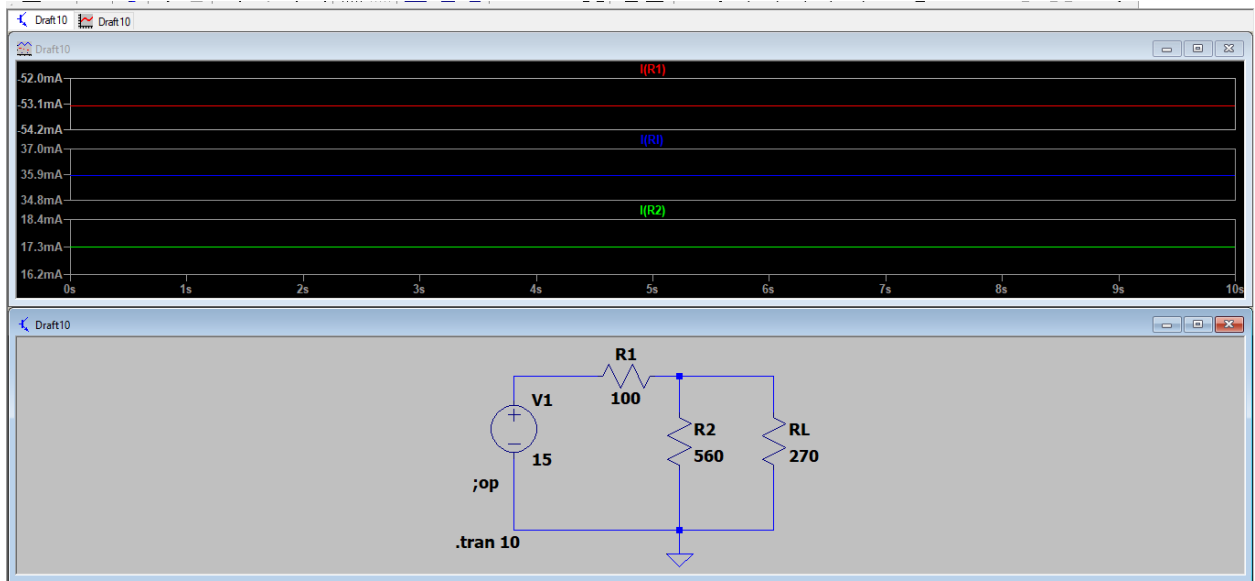 Draft10 Draft10
Draft10
I(R1)
-52.0mA
-53.1mA
-54.2mA
I(Rl)
37.0mA
35.9mA
34.8mA
I(R2)
18.4mA
17.3mA
16.2mA
0s 1s 2s 3s 4s 5s 6s 7s 8s 9s 10s
Draft10
R1
100
V1
15
R2
560
RL
270
;op
.tran 10